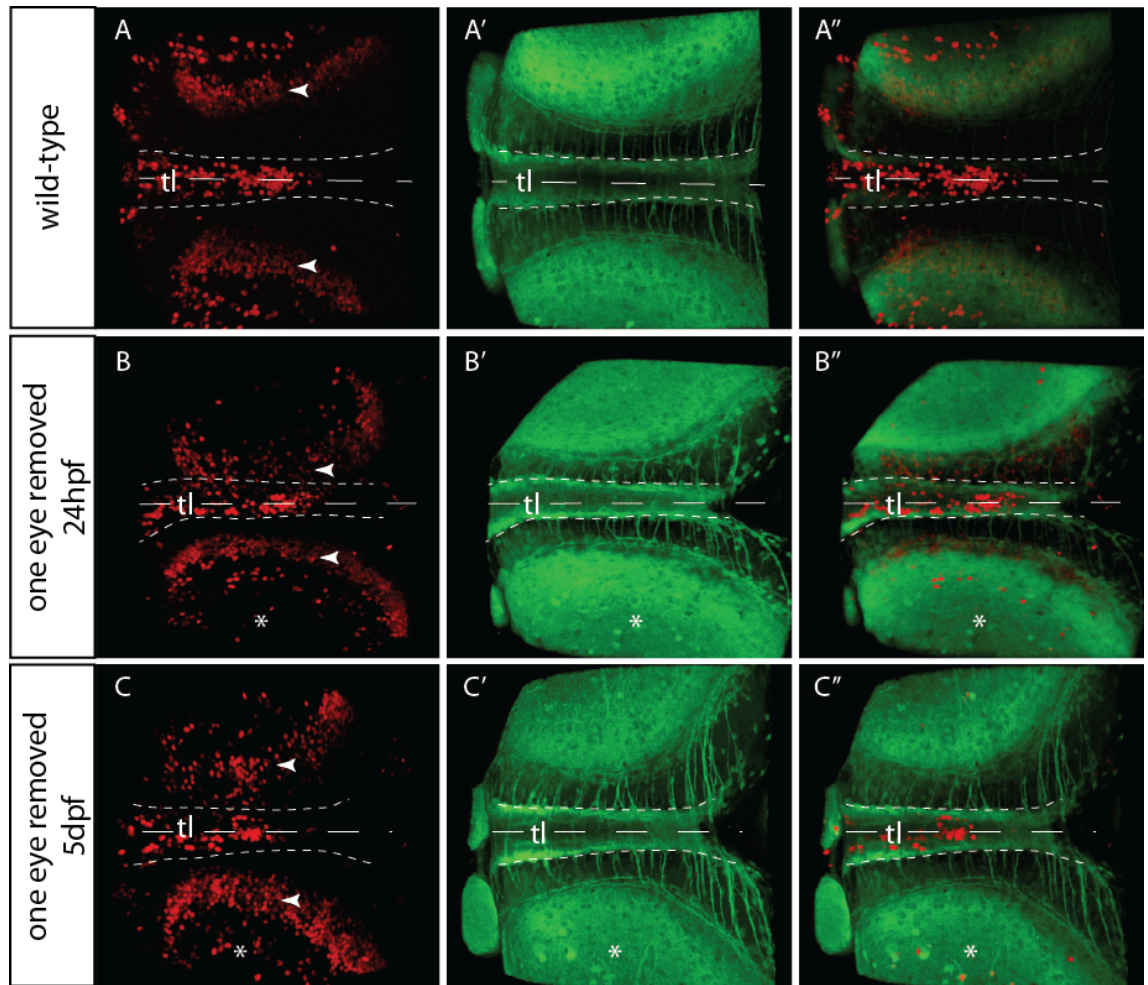 wild-type
A
tl
A'
tl
A"
tl
one eye removed
24hpf
B
tl
*
B'
tl
*
B"
tl
*
one eye removed
5dpf
C
tl
*
C'
tl
*
C"
tl
*